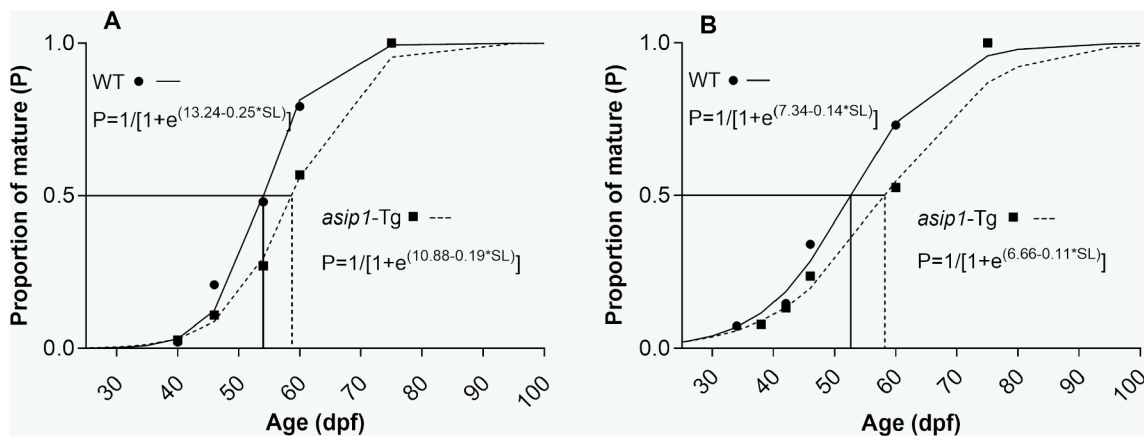 A
Proportion of mature (P)
1.0
0.5
0.0
WT
P=1/[1+e(13.24-0.25*SL)]
asip1-Tg
P=1/[1+e(10.88-0.19*SL)]
30 40 50 60 70 80 90 100
Age (dpf)
B
Proportion of mature (P)
1.0
0.5
0.0
WT
P=1/[1+e(7.34-0.14*SL)]
asip1-Tg
P=1/[1+e(6.66-0.11*SL)]
30 40 50 60 70 80 90 100
Age (dpf)